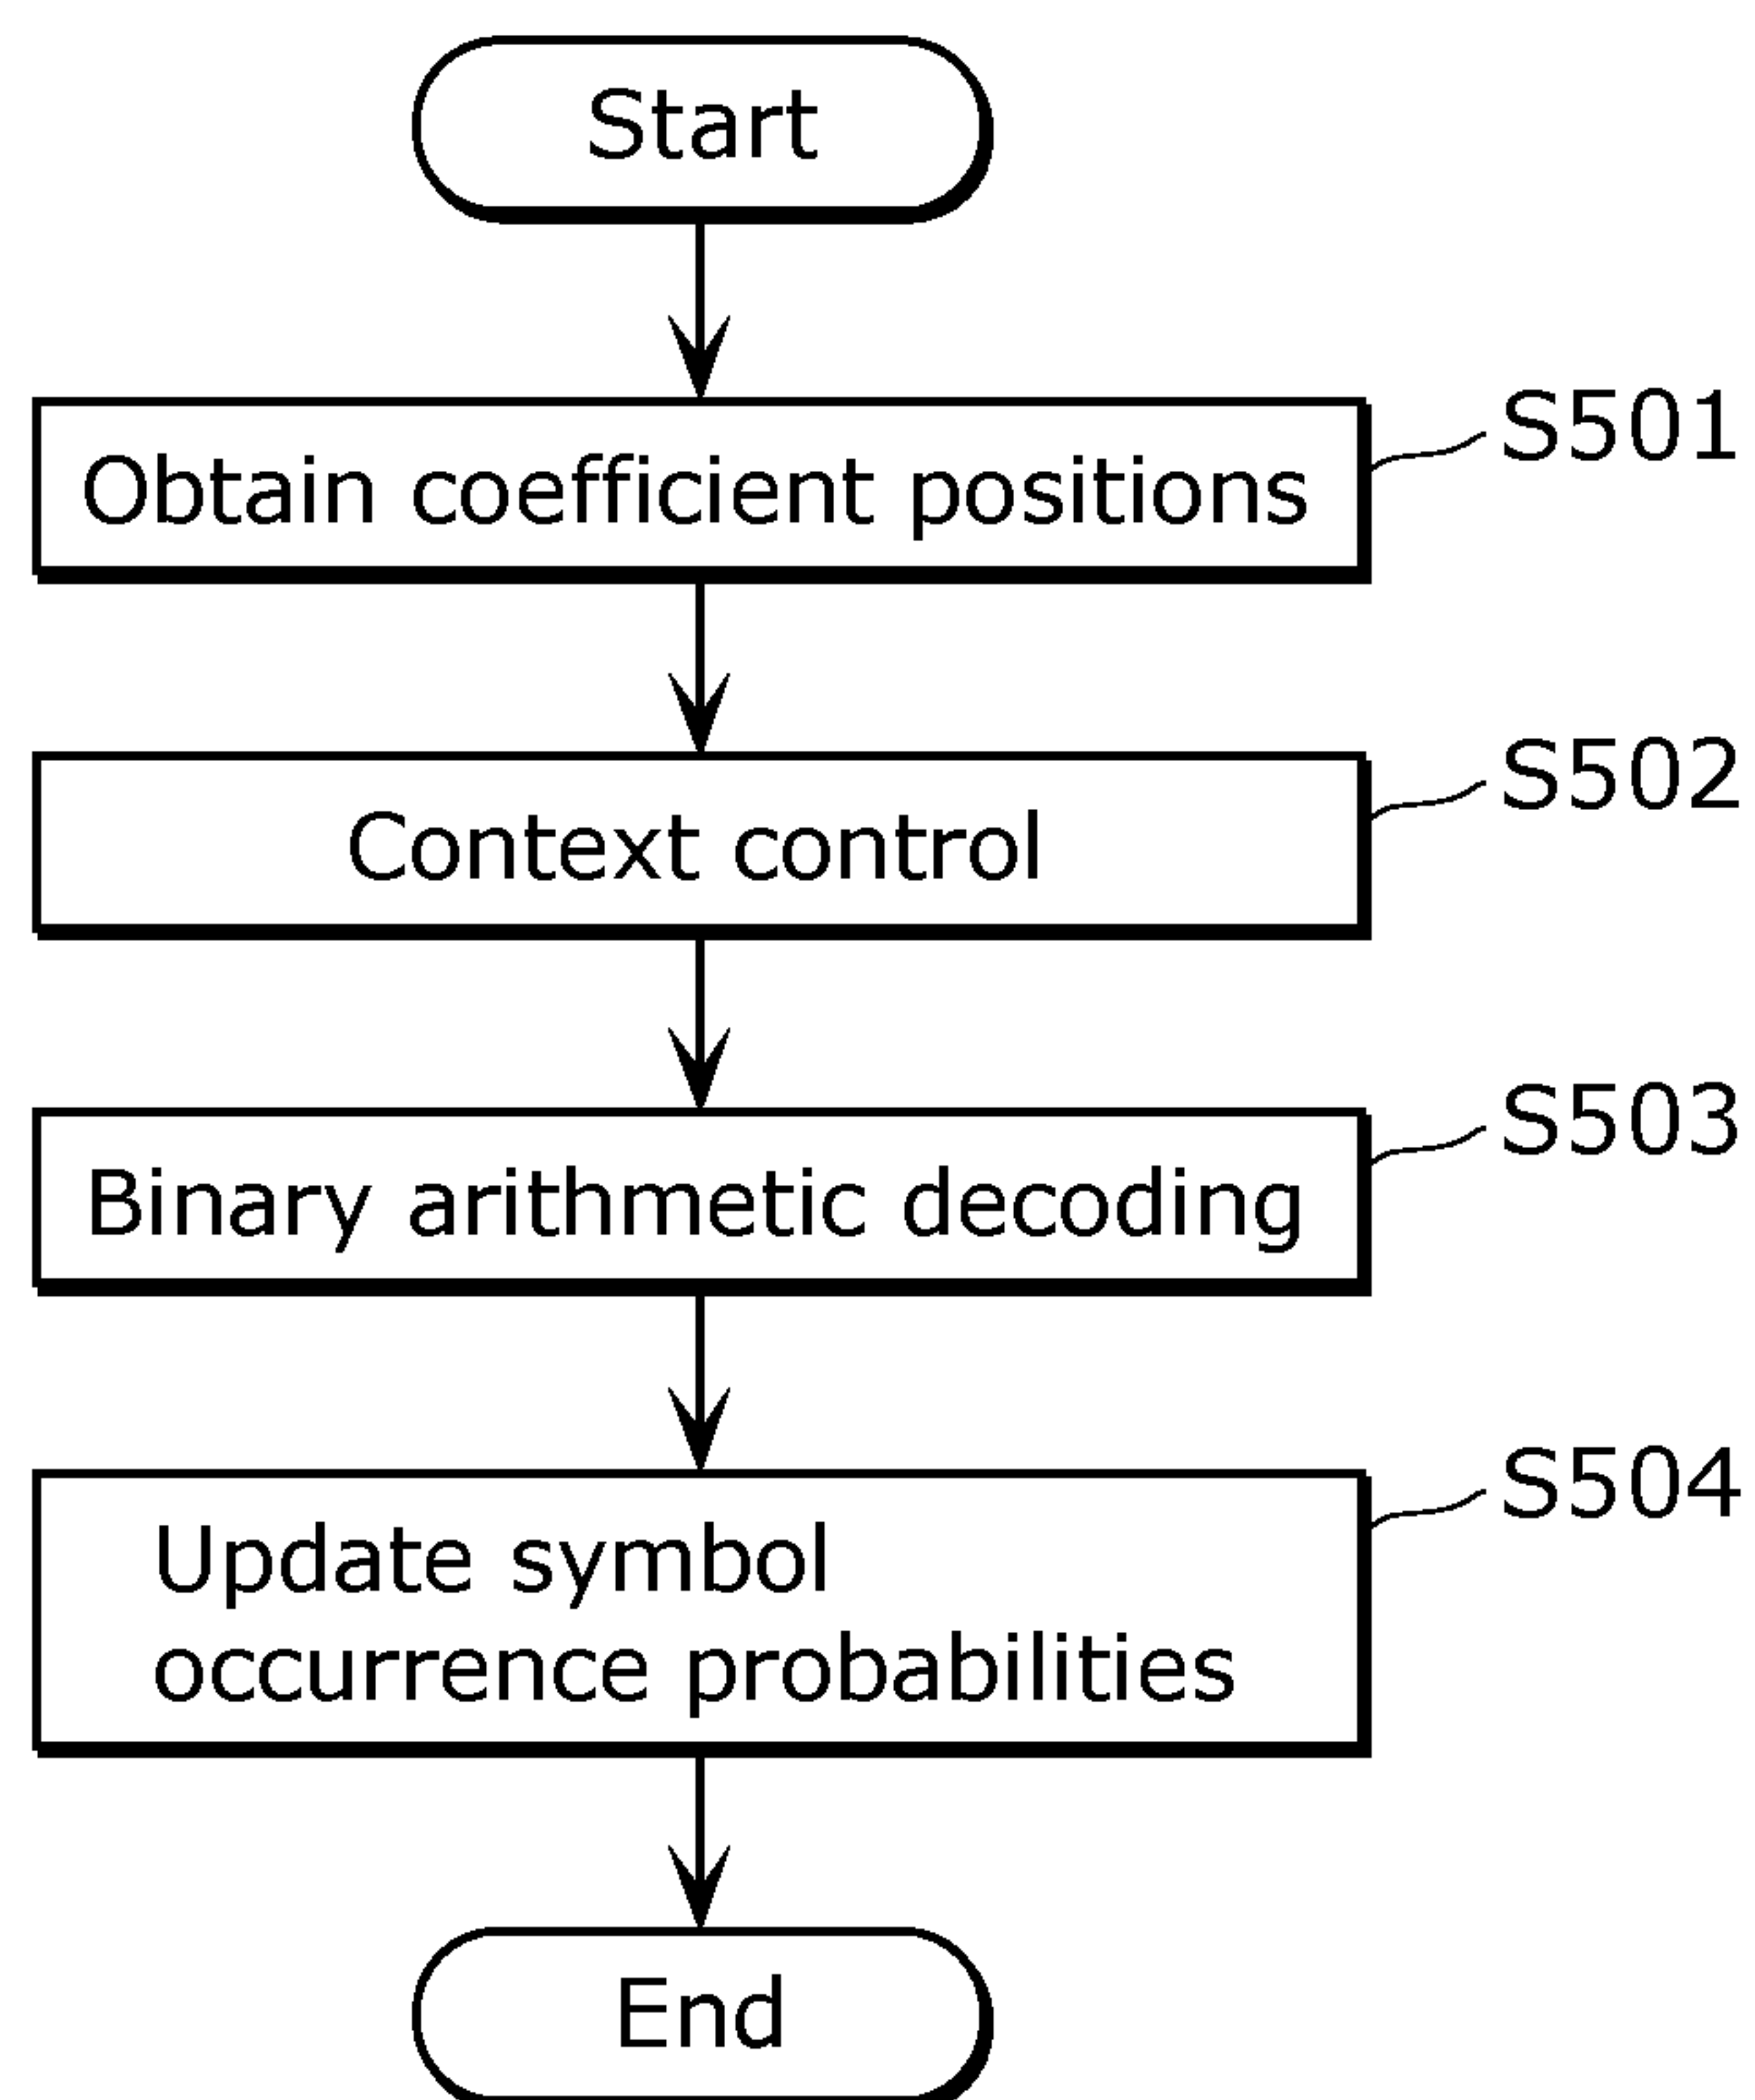 Start
S501
Obtain coefficient positions
S502
Context control
S503
Binary arithmetic decoding
S504
Update symbol
occurrence probabilities
End